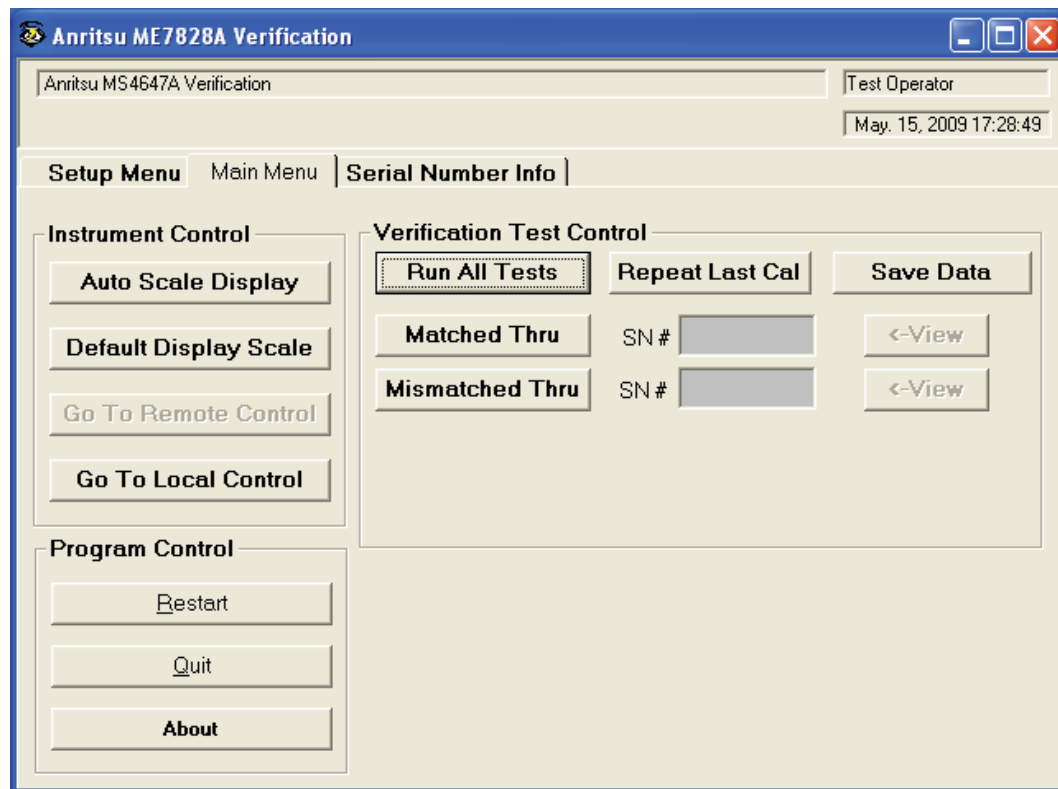 Anritsu ME7828A Verification
Anritsu MS4647A Verification
Test Operator
May. 15, 2009 17:28:49
Setup Menu Main Menu Serial Number Info
Instrument Control
Auto Scale Display
Default Display Scale
Go To Remote Control
Go To Local Control
Verification Test Control
Run All Tests Repeat Last Cal Save Data
Matched Thru SN # <-View
Mismatched Thru SN # <-View
Program Control
Restart
Quit
About